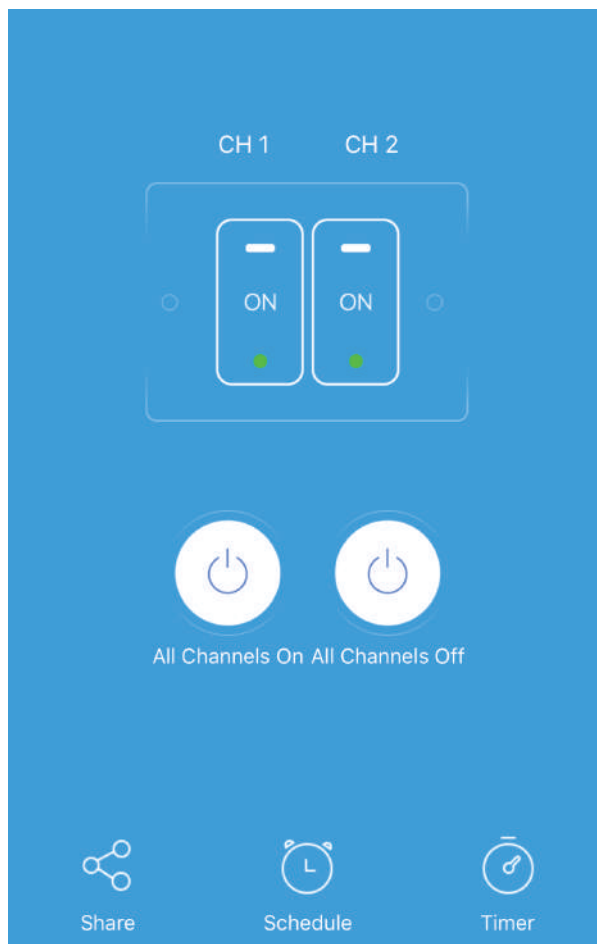 CH 1 CH 2
ON ON
All Channels On All Channels Off
Share Schedule Timer